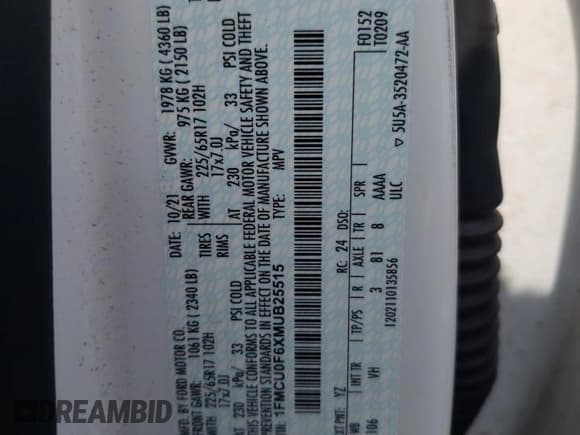 BY FORD MOTOR CO.
DATE: 10/21 GVWR: 1978 KG ( 4360 LB)
FRONT GAWR: 1061 KG ( 2340 LB) REAR GAWR: 975 KG ( 2150 LB)
225/65R17 102H TIRES WITH 225/65R17 102H
17x7.0J RIMS 17x7.0J
AT 230 kPa/ 33 PSI COLD AT 230 kPa/ 33 PSI COLD
THIS VEHICLE CONFORMS TO ALL APPLICABLE FEDERAL MOTOR VEHICLE SAFETY AND THEFT
PREVENTION STANDARDS IN EFFECT ON THE DATE OF MANUFACTURE SHOWN ABOVE.
1FMCU0F6XMUB25515 TYPE: MPV
F0152
T0209
EXT PNT: YZ RC: 24 DSO:
WB INT TR TP/PS R AXLE TR SPR
106 VH 3 81 8 AAAA
1202110135856 ULC
▽ 5U5A-3520472-AA
DREAMBID